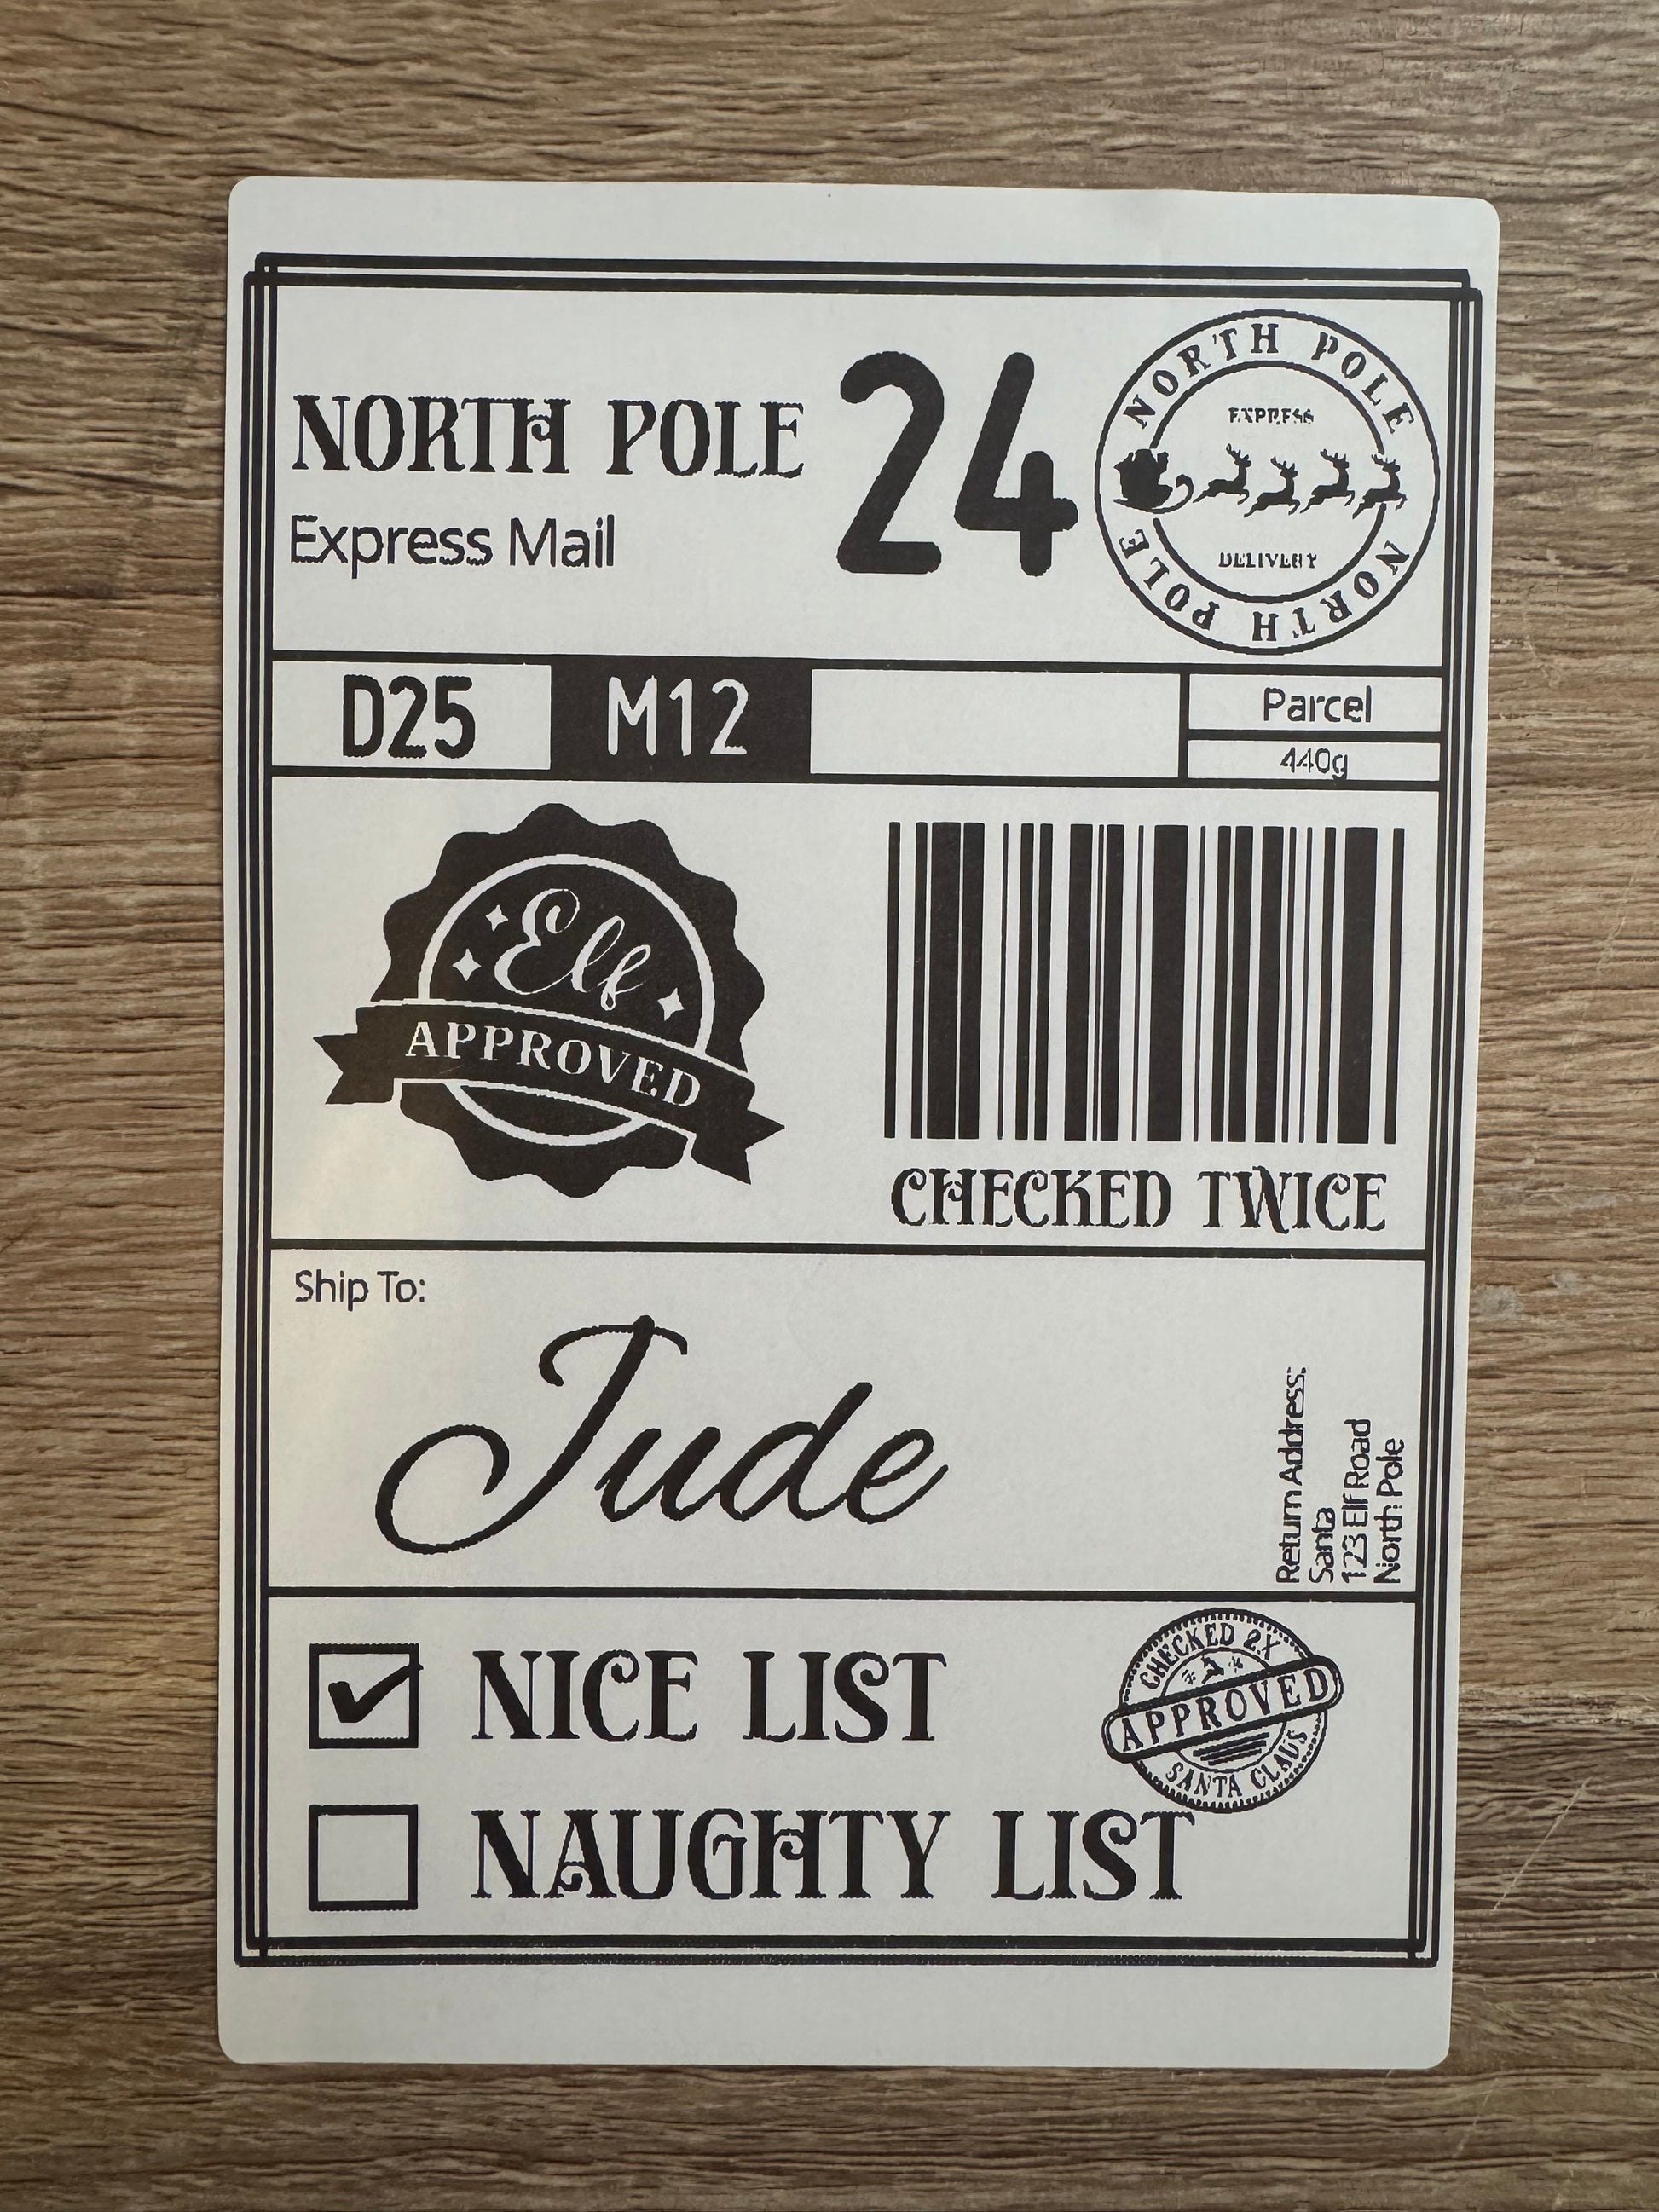 NORTH POLE
Express Mail
24
NORTH POLE
EXPRESS
DELIVERY
NORTH POLE
D25
M12
Parcel
440g
Elf
APPROVED
CHECKED TWICE
Ship To:
Jude
Return Address:
Santa
123 Elf Road
North Pole
NICE LIST
CHECKED 2X
APPROVED
SANTA CLAUS
NAUGHTY LIST